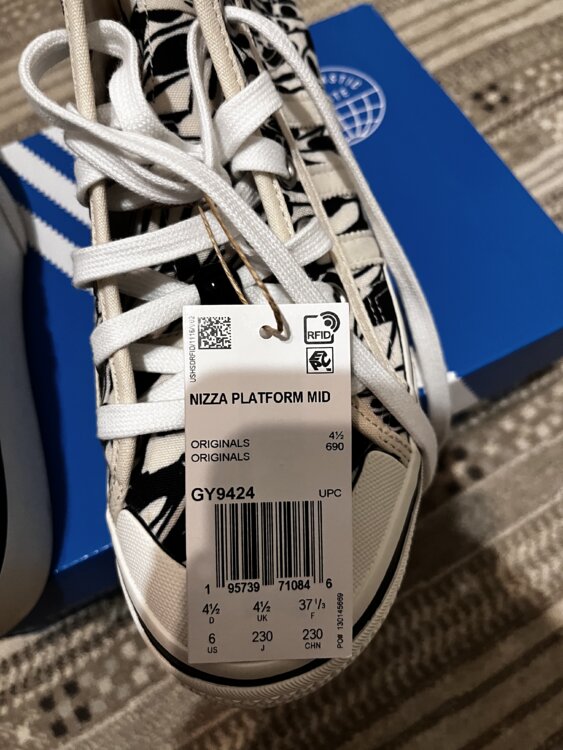 USHSDRFID/1116/V02
RFID
NIZZA PLATFORM MID
ORIGINALS 4½
ORIGINALS 690
GY9424 UPC
1 95739 71084 6
4½ 4½ 37⅓
D UK F
6 230 230
US J CHN
PO# 130145669